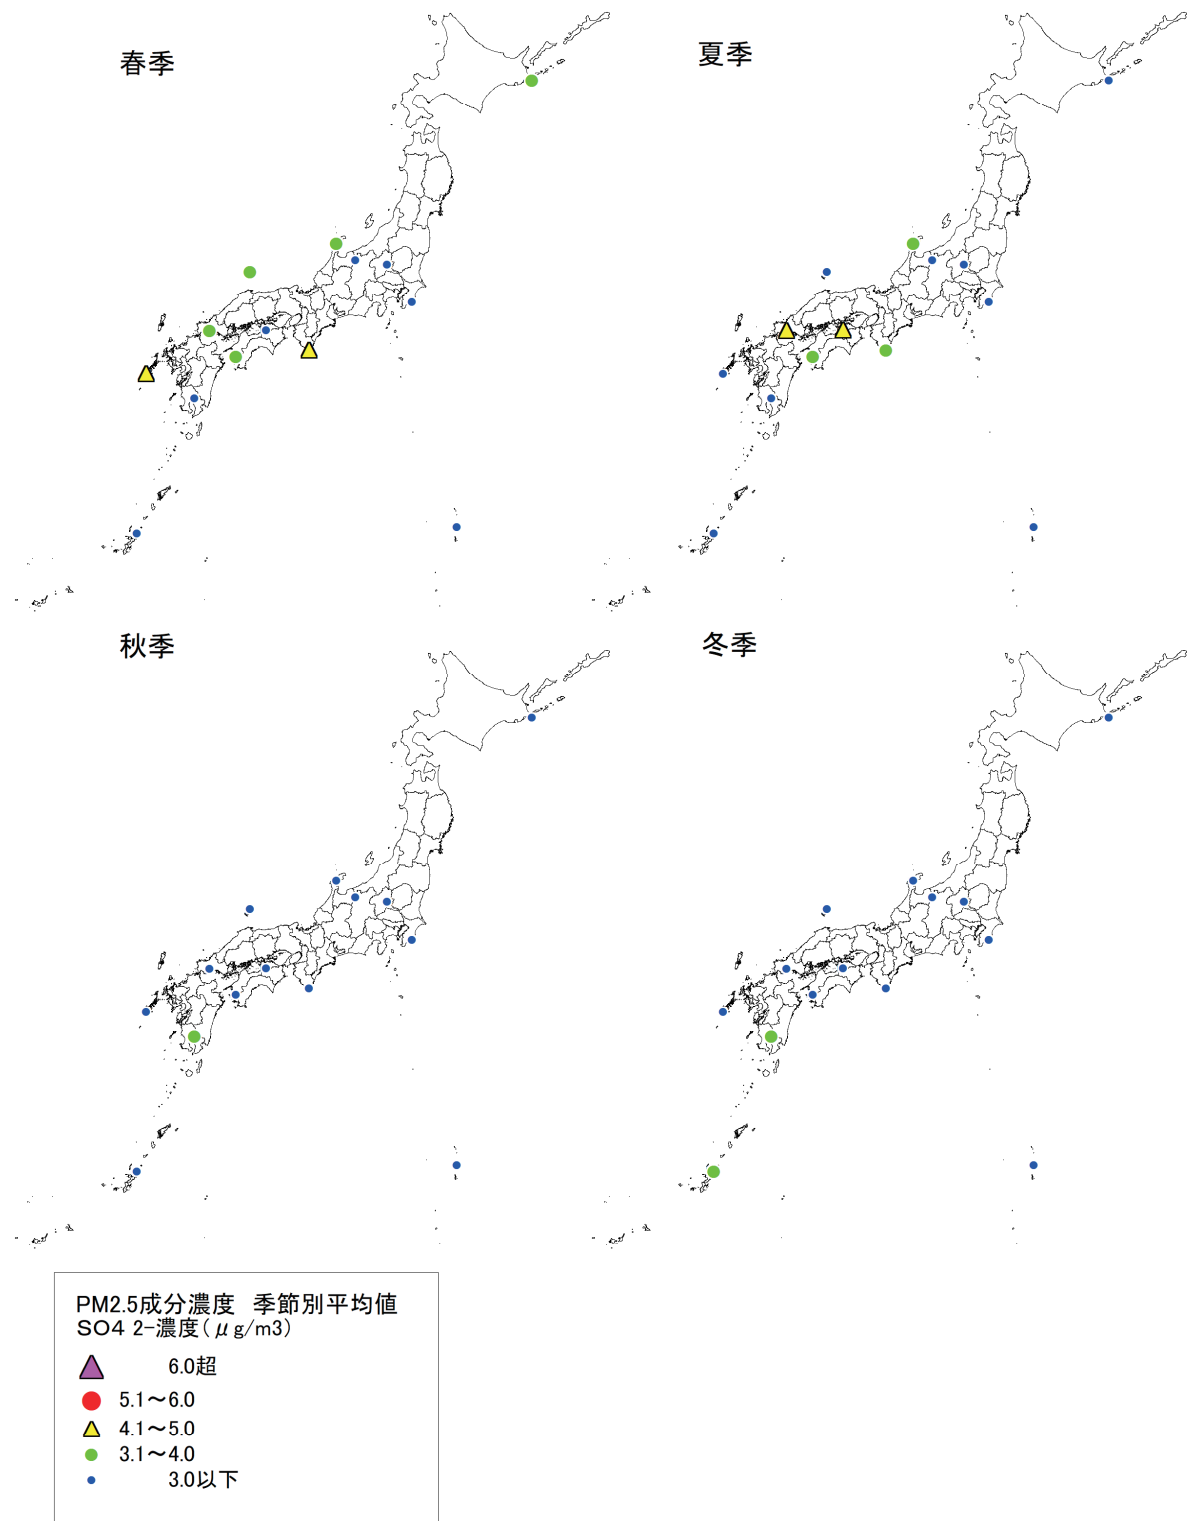 春季
夏季
秋季
冬季
PM2.5成分濃度　季節別平均値
SO4 2-濃度(μg/m3)
6.0超
5.1～6.0
4.1～5.0
3.1～4.0
3.0以下